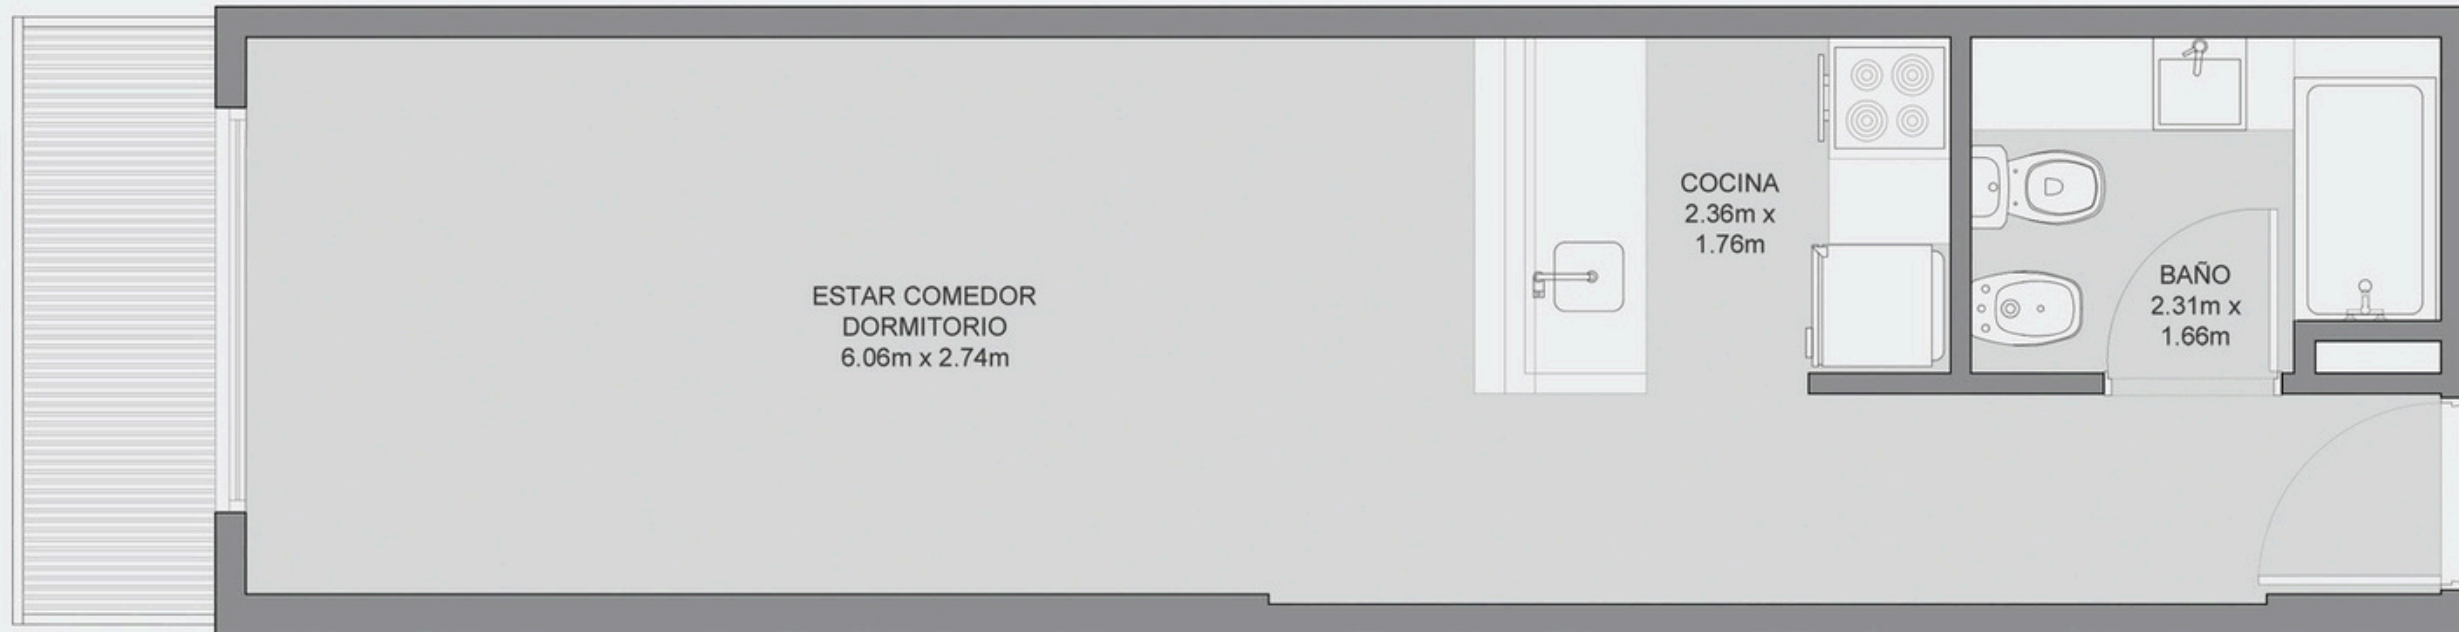 ESTAR COMEDOR
DORMITORIO
6.06m x 2.74m
COCINA
2.36m x
1.76m
BAÑO
2.31m x
1.66m